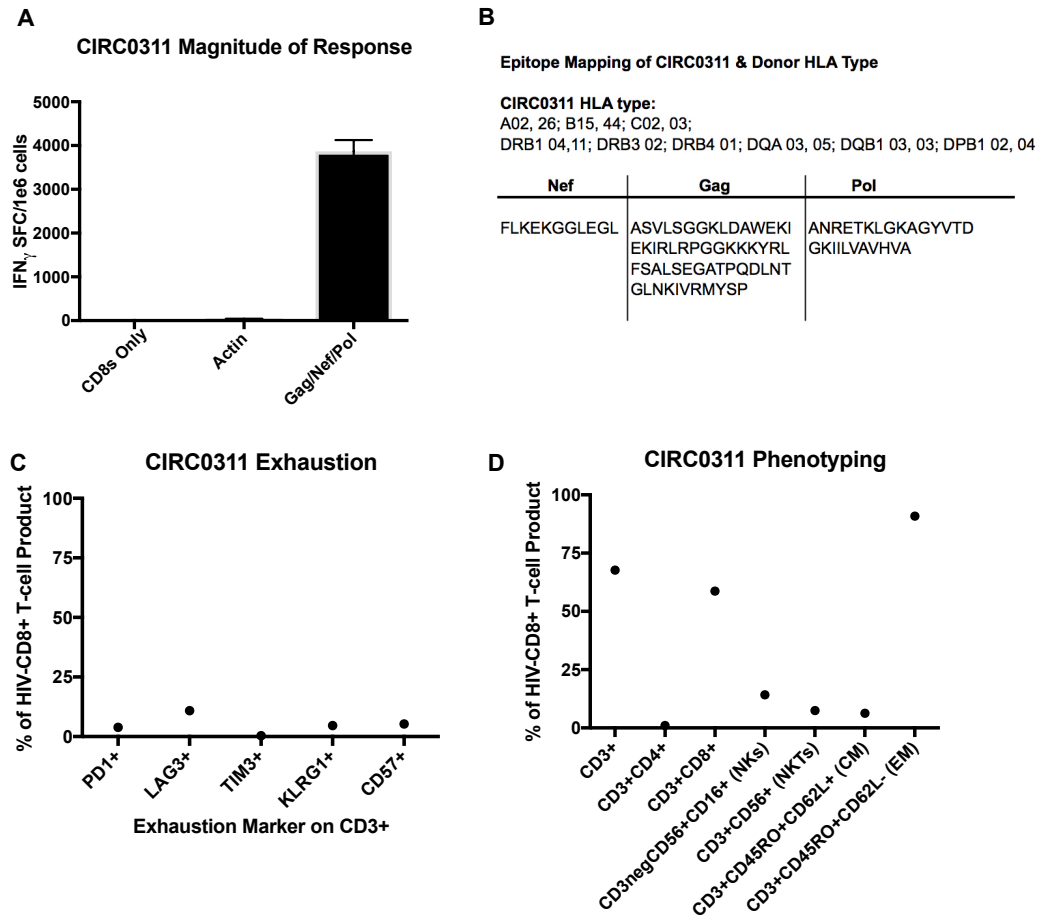 A
CIRC0311 Magnitude of Response
IFNγ SFC/1e6 cells
5000
4000
3000
2000
1000
0
CD8s Only
Actin
Gag/Nef/Pol
B
Epitope Mapping of CIRC0311 & Donor HLA Type
CIRC0311 HLA type:
A02, 26; B15, 44; C02, 03;
DRB1 04,11; DRB3 02; DRB4 01; DQA 03, 05; DQB1 03, 03; DPB1 02, 04
Nef Gag Pol
FLKEKGGLEGL ASVLSGGKLDAWEKI ANRETKLGKAGYVTD
EKIRLRPGGKKKYRL GKIILVAVHVA
FSALSEGATPQDLNT
GLNKIVRMYSP
C
CIRC0311 Exhaustion
% of HIV-CD8+ T-cell Product
100
75
50
25
0
PD1+
LAG3+
TIM3+
KLRG1+
CD57+
Exhaustion Marker on CD3+
D
CIRC0311 Phenotyping
% of HIV-CD8+ T-cell Product
100
75
50
25
0
CD3+
CD3+CD4+
CD3+CD8+
CD3negCD56+CD16+ (NKs)
CD3+CD56+ (NKTs)
CD3+CD45RO+CD62L+ (CM)
CD3+CD45RO+CD62L- (EM)